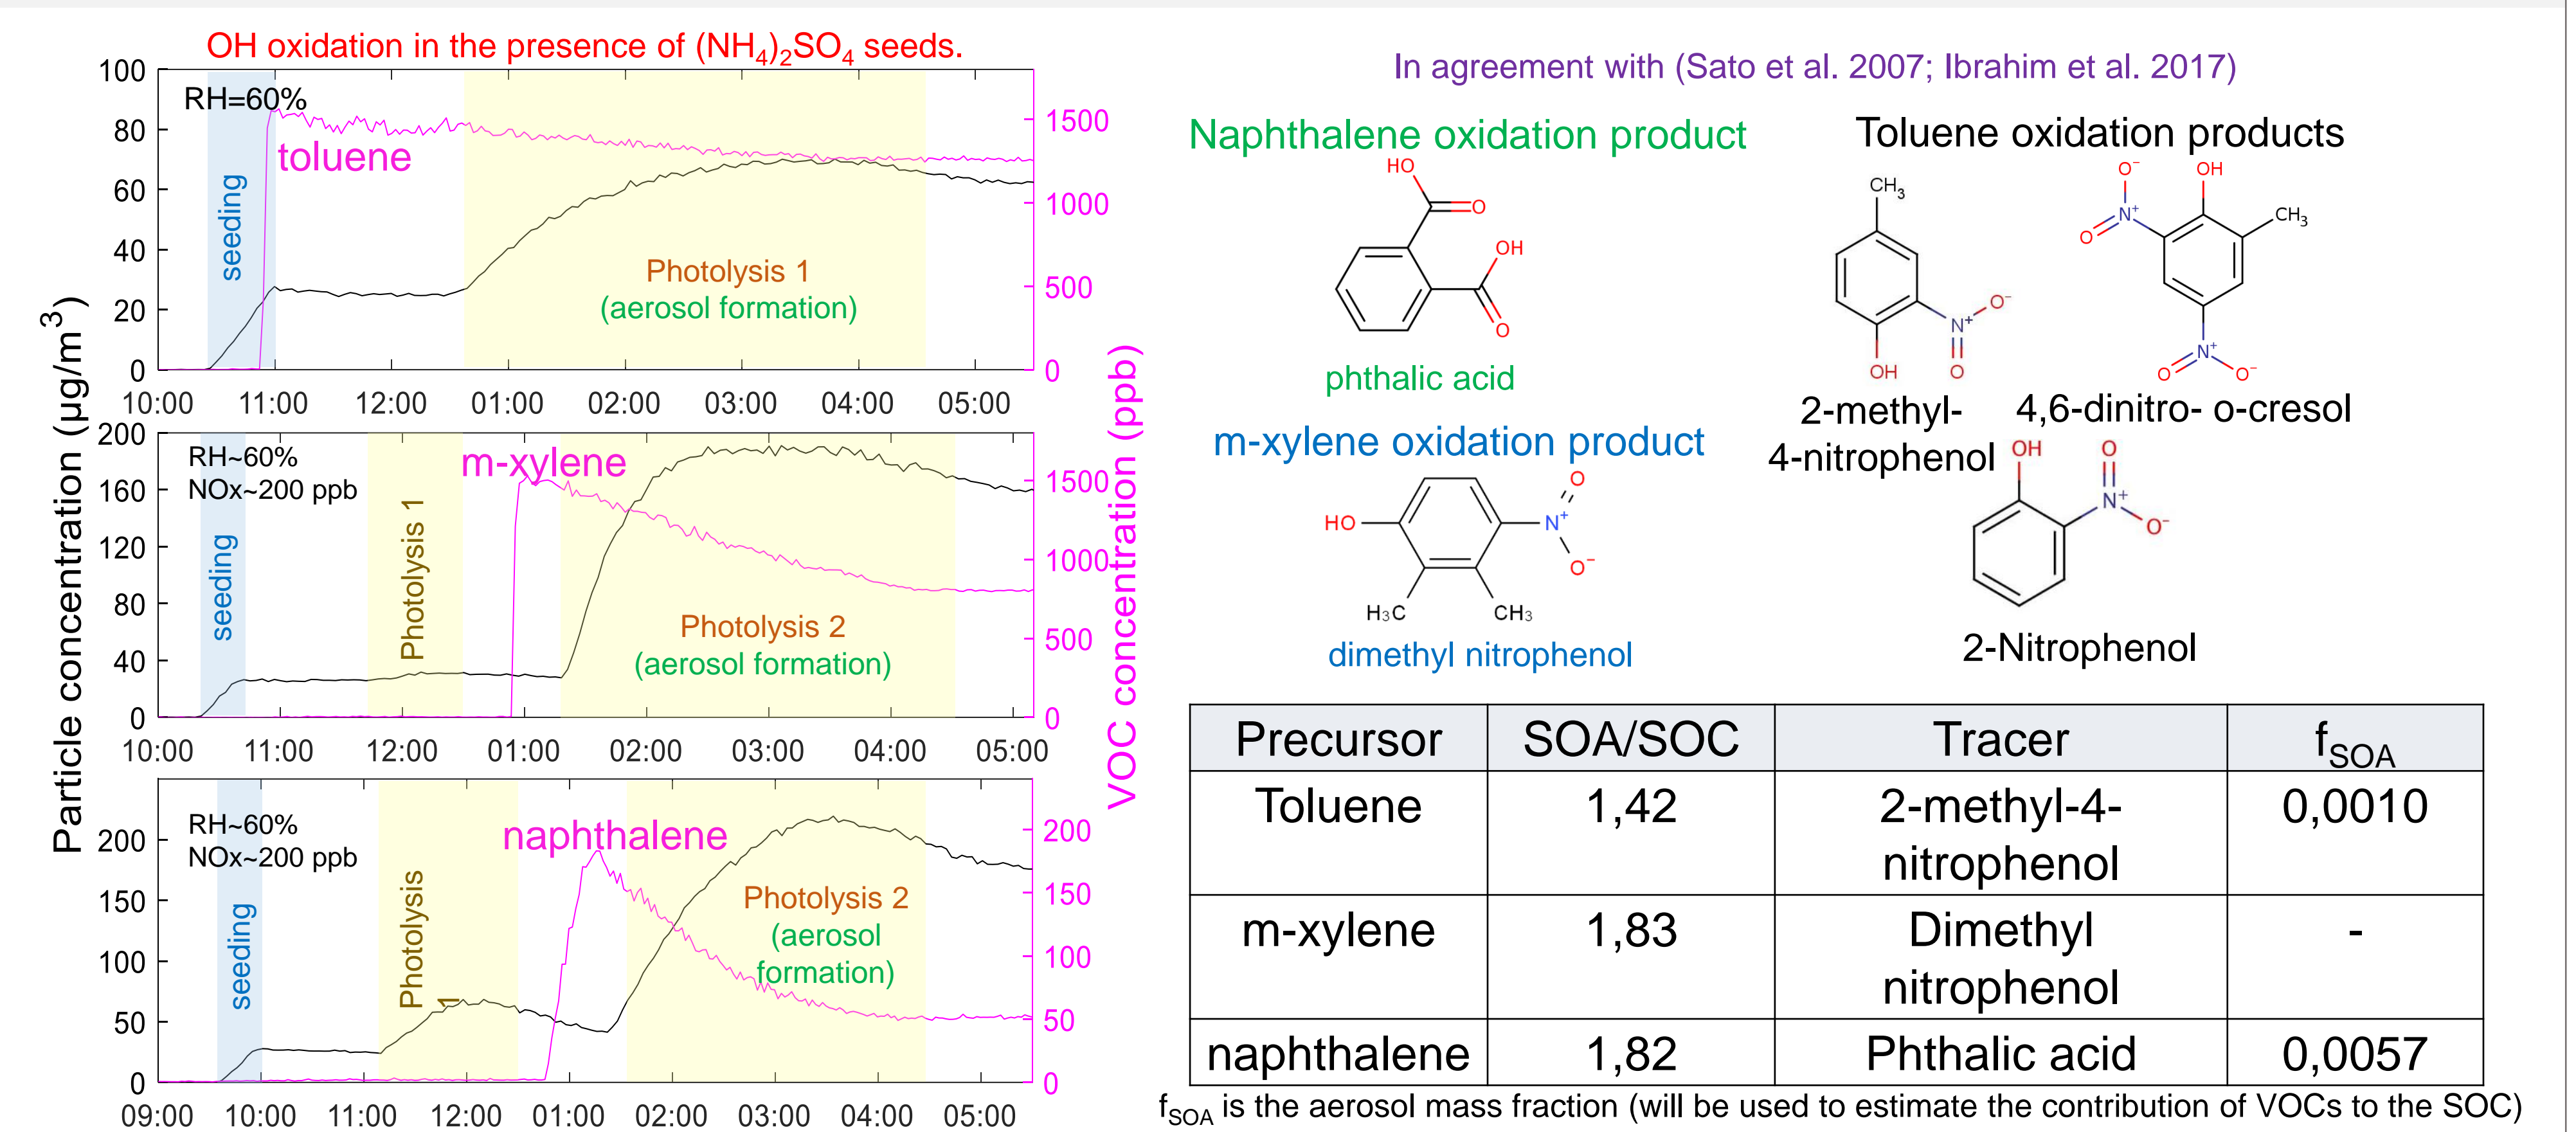 OH oxidation in the presence of (NH4)2SO4 seeds.
Particle concentration (µg/m3)
VOC concentration (ppb)
100
80
60
40
20
0
RH=60%
seeding
toluene
Photolysis 1
(aerosol formation)
1500
1000
500
0
10:00 11:00 12:00 01:00 02:00 03:00 04:00 05:00
200
160
120
80
40
0
RH~60%
NOx~200 ppb
seeding
Photolysis 1
m-xylene
Photolysis 2
(aerosol formation)
1500
1000
500
0
10:00 11:00 12:00 01:00 02:00 03:00 04:00 05:00
200
150
100
50
0
RH~60%
NOx~200 ppb
seeding
Photolysis
1
naphthalene
Photolysis 2
(aerosol
formation)
200
150
100
50
0
09:00 10:00 11:00 12:00 01:00 02:00 03:00 04:00 05:00
In agreement with (Sato et al. 2007; Ibrahim et al. 2017)
Naphthalene oxidation product
HO
O
OH
O
phthalic acid
Toluene oxidation products
CH3
N+
O-
O
OH
2-methyl-
4-nitrophenol
O-
N+
O
OH
CH3
N+
O
O-
4,6-dinitro- o-cresol
m-xylene oxidation product
HO
O
N+
O-
H3C
CH3
dimethyl nitrophenol
OH
O
N+
O-
2-Nitrophenol
Precursor SOA/SOC Tracer fSOA
Toluene 1,42 2-methyl-4- 0,0010
nitrophenol
m-xylene 1,83 Dimethyl -
nitrophenol
naphthalene 1,82 Phthalic acid 0,0057
fSOA is the aerosol mass fraction (will be used to estimate the contribution of VOCs to the SOC)